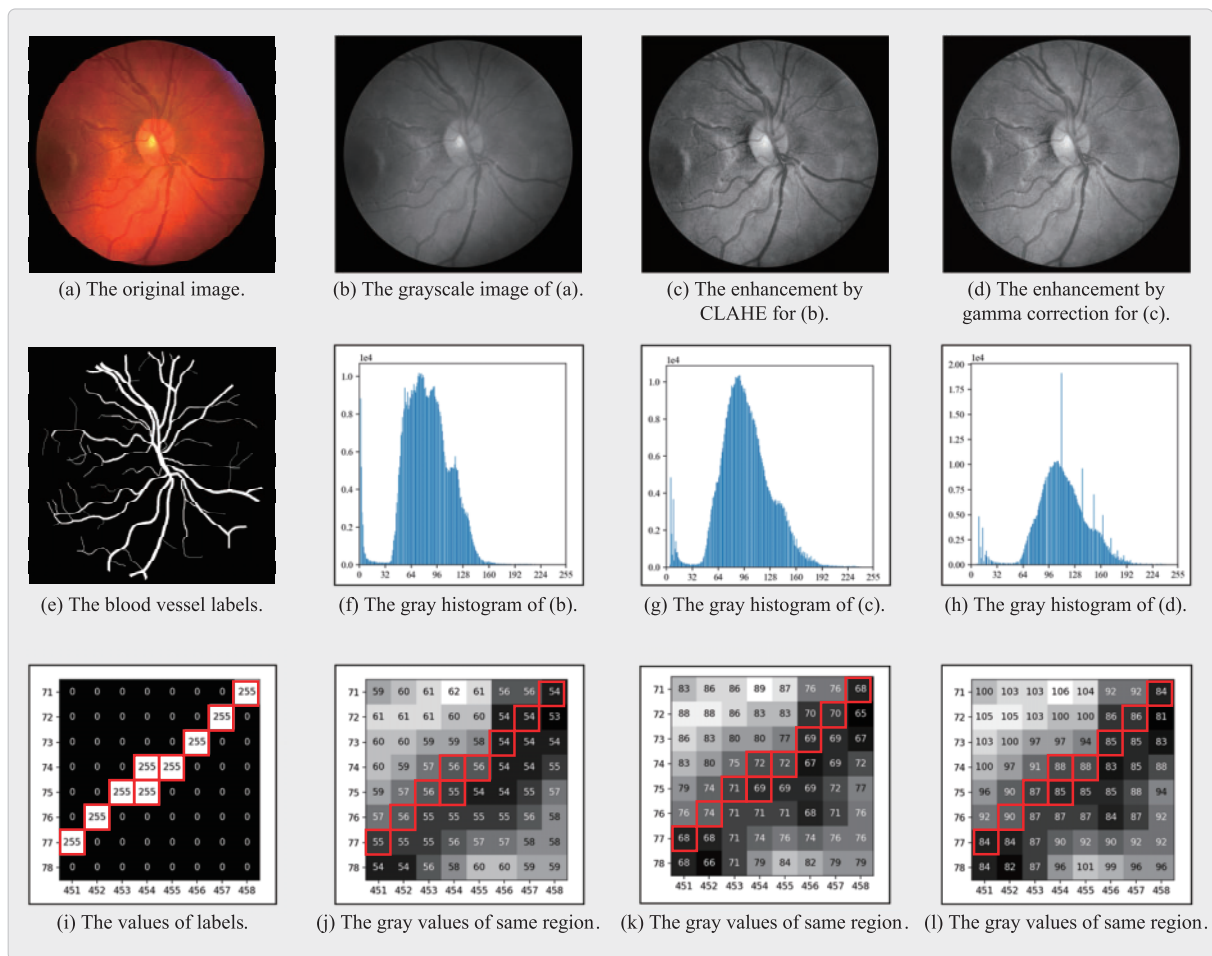 (a) The original image.
(b) The grayscale image of (a).
(c) The enhancement by
CLAHE for (b).
(d) The enhancement by
gamma correction for (c).
1e4
1.0
0.8
0.6
0.4
0.2
0.0
0 32 64 96 128 160 192 224 255
1e4
1.0
0.8
0.6
0.4
0.2
0.0
0 32 64 96 128 160 192 224 255
1e4
2.00
1.75
1.50
1.25
1.00
0.75
0.50
0.25
0.00
0 32 64 96 128 160 192 224 255
(e) The blood vessel labels.
(f) The gray histogram of (b).
(g) The gray histogram of (c).
(h) The gray histogram of (d).
71 0 0 0 0 0 0 0 255
72 0 0 0 0 0 0 255 0
73 0 0 0 0 0 255 0 0
74 0 0 0 255 255 0 0 0
75 0 0 255 255 0 0 0 0
76 0 255 0 0 0 0 0 0
77 255 0 0 0 0 0 0 0
78 0 0 0 0 0 0 0 0
451 452 453 454 455 456 457 458
71 59 60 61 62 61 56 56 54
72 61 61 61 60 60 54 54 53
73 60 60 59 59 58 54 54 54
74 60 59 57 56 56 54 54 55
75 59 57 56 55 54 54 55 57
76 57 56 55 55 55 55 56 58
77 55 55 56 56 57 57 58 58
78 54 54 56 58 60 60 59 59
451 452 453 454 455 456 457 458
71 83 86 86 89 87 76 76 68
72 88 88 86 83 83 70 70 65
73 83 86 80 80 77 69 69 67
74 83 80 75 72 72 67 69 72
75 79 74 71 69 69 69 72 77
76 76 74 71 71 71 68 71 76
77 68 68 71 74 76 74 76 76
78 68 66 71 79 84 82 79 79
451 452 453 454 455 456 457 458
71 100 103 103 106 104 92 92 84
72 105 105 103 100 100 86 86 81
73 103 100 97 97 94 85 85 83
74 100 97 91 88 88 83 85 88
75 96 90 87 85 85 85 88 94
76 92 90 87 87 87 84 87 92
77 84 84 87 90 92 90 92 92
78 84 82 87 96 101 99 96 96
451 452 453 454 455 456 457 458
(i) The values of labels.
(j) The gray values of same region.
(k) The gray values of same region.
(l) The gray values of same region.